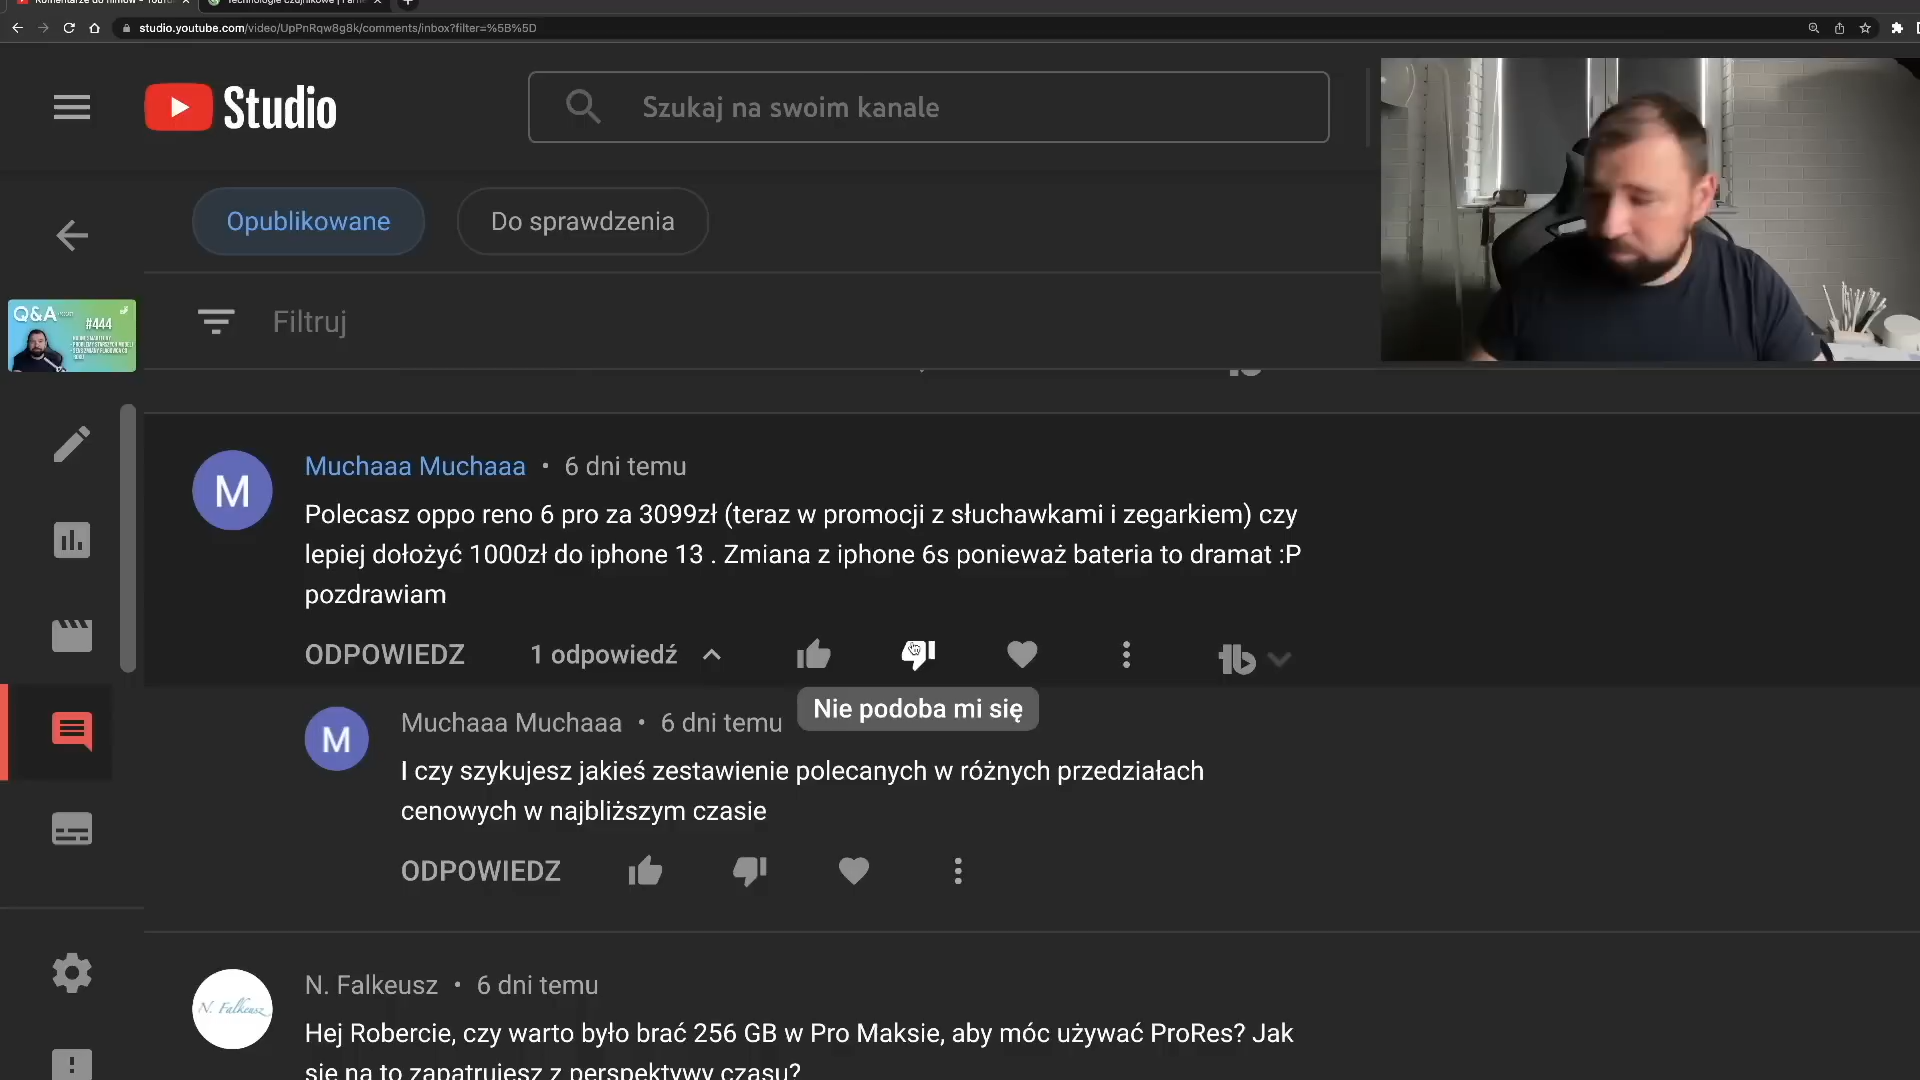 studio.youtube.com/video/UpPnRqw8g8k/comments/inbox?filter=%5B%5D
Studio
Szukaj na swoim kanale
Opublikowane
Do sprawdzenia
Q&A
#444
Filtruj
M
Muchaaa Muchaaa • 6 dni temu
Polecasz oppo reno 6 pro za 3099zł (teraz w promocji z słuchawkami i zegarkiem) czy
lepiej dołożyć 1000zł do iphone 13 . Zmiana z iphone 6s ponieważ bateria to dramat :P
pozdrawiam
ODPOWIEDZ
1 odpowiedź
Nie podoba mi się
M
Muchaaa Muchaaa • 6 dni temu
I czy szykujesz jakieś zestawienie polecanych w różnych przedziałach
cenowych w najbliższym czasie
ODPOWIEDZ
N. Falkeusz
N. Falkeusz • 6 dni temu
Hej Robercie, czy warto było brać 256 GB w Pro Maksie, aby móc używać ProRes? Jak
się na to zapatrujesz z perspektywy czasu?